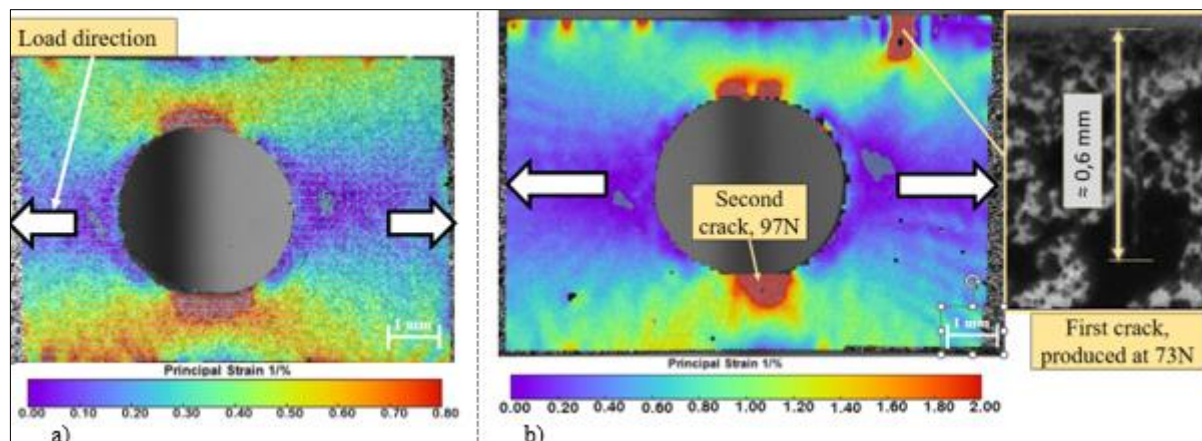 Load direction
1 mm
Principal Strain 1/%
0.00 0.10 0.20 0.30 0.40 0.50 0.60 0.70 0.80
a)
Second
crack, 97N
1 mm
Principal Strain 1/%
0.00 0.20 0.40 0.60 0.80 1.00 1.20 1.40 1.60 1.80 2.00
b)
≈ 0,6 mm
First crack,
produced at 73N